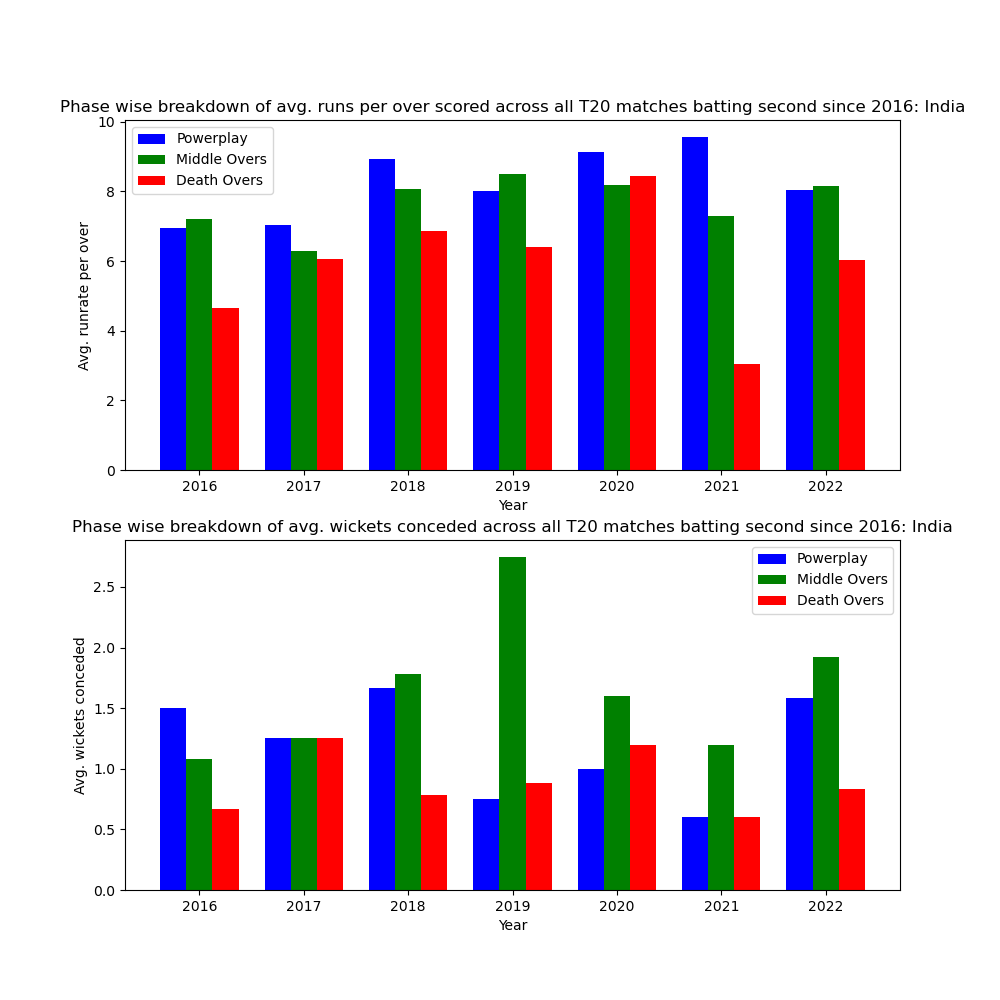 Phase wise breakdown of avg. runs per over scored across all T20 matches batting second since 2016: India
10
8
6
4
2
0
Avg. runrate per over
Powerplay
Middle Overs
Death Overs
2016 2017 2018 2019 2020 2021 2022
Year
Phase wise breakdown of avg. wickets conceded across all T20 matches batting second since 2016: India
2.5
2.0
1.5
1.0
0.5
0.0
Avg. wickets conceded
Powerplay
Middle Overs
Death Overs
2016 2017 2018 2019 2020 2021 2022
Year